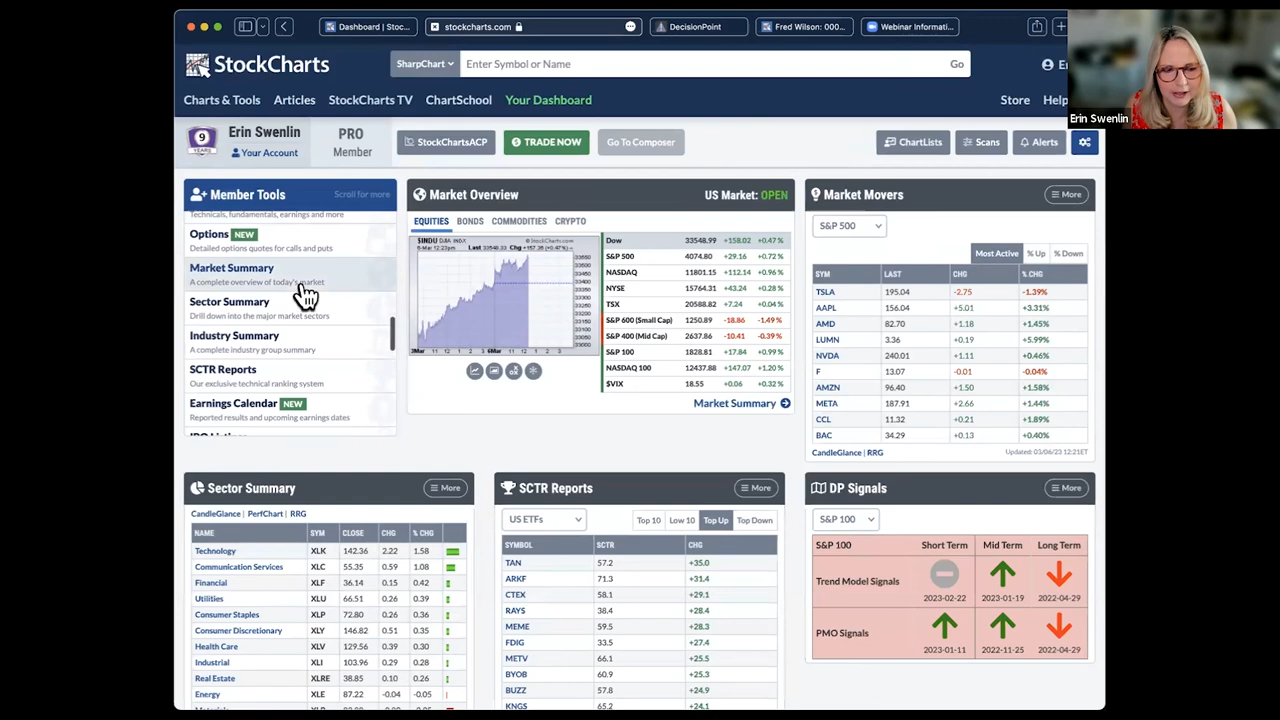 Dashboard | Stoc...
stockcharts.com
DecisionPoint
Fred Wilson: 000...
Webinar Informati...
StockCharts
SharpChart
Enter Symbol or Name
Go
Charts & Tools
Articles
StockCharts TV
ChartSchool
Your Dashboard
Store
Help
Erin Swenlin
9
YEARS
Erin Swenlin
Your Account
PRO
Member
StockChartsACP
TRADE NOW
Go To Composer
ChartLists
Scans
Alerts
Member Tools
Scroll for more
Technicals, fundamentals, earnings and more
Options NEW
Detailed options quotes for calls and puts
Market Summary
A complete overview of today's market
Sector Summary
Drill down into the major market sectors
Industry Summary
A complete industry group summary
SCTR Reports
Our exclusive technical ranking system
Earnings Calendar NEW
Reported results and upcoming earnings dates
Market Overview
US Market: OPEN
EQUITIES BONDS COMMODITIES CRYPTO
Dow 33548.99 +158.02 +0.47%
S&P 500 4074.80 +29.16 +0.72%
NASDAQ 11801.15 +112.14 +0.96%
NYSE 15764.31 +43.24 +0.28%
TSX 20588.82 +7.24 +0.04%
S&P 600 (Small Cap) 1250.89 -18.86 -1.49%
S&P 400 (Mid Cap) 2637.86 -10.41 -0.39%
S&P 100 1828.81 +17.84 +0.99%
NASDAQ 100 12437.88 +147.07 +1.20%
$VIX 18.55 +0.06 +0.32%
Market Summary
Market Movers
More
S&P 500
Most Active % Up % Down
SYM LAST CHG % CHG
TSLA 195.04 -2.75 -1.39%
AAPL 156.04 +5.01 +3.31%
AMD 82.70 +1.18 +1.45%
LUMN 3.36 +0.19 +5.99%
NVDA 240.01 +1.11 +0.46%
F 13.07 -0.01 -0.04%
AMZN 96.40 +1.50 +1.58%
META 187.91 +2.66 +1.44%
CCL 11.32 +0.21 +1.89%
BAC 34.29 +0.13 +0.40%
CandleGlance | RRG
Updated: 03/06/23 12:21ET
Sector Summary
More
CandleGlance | PerfChart | RRG
NAME SYM CLOSE CHG % CHG
Technology XLK 142.36 2.22 1.58
Communication Services XLC 55.35 0.59 1.08
Financial XLF 36.14 0.15 0.42
Utilities XLU 66.51 0.26 0.39
Consumer Staples XLP 72.80 0.26 0.36
Consumer Discretionary XLY 146.82 0.51 0.35
Health Care XLV 129.56 0.39 0.30
Industrial XLI 103.96 0.29 0.28
Real Estate XLRE 38.85 0.10 0.26
Energy XLE 87.22 -0.04 -0.05
SCTR Reports
More
US ETFs
Top 10 Low 10 Top Up Top Down
SYMBOL SCTR CHG
TAN 57.2 +35.0
ARKF 71.3 +31.4
CTEX 58.1 +29.1
RAYS 38.4 +28.4
MEME 59.5 +28.3
FDIG 33.5 +27.4
METV 66.1 +25.5
BYOB 60.9 +25.3
BUZZ 57.8 +24.9
KNGS 65.2 +24.1
DP Signals
More
S&P 100
S&P 100 Short Term Mid Term Long Term
Trend Model Signals
2023-02-22 2023-01-19 2022-04-29
PMO Signals
2023-01-11 2022-11-25 2022-04-29